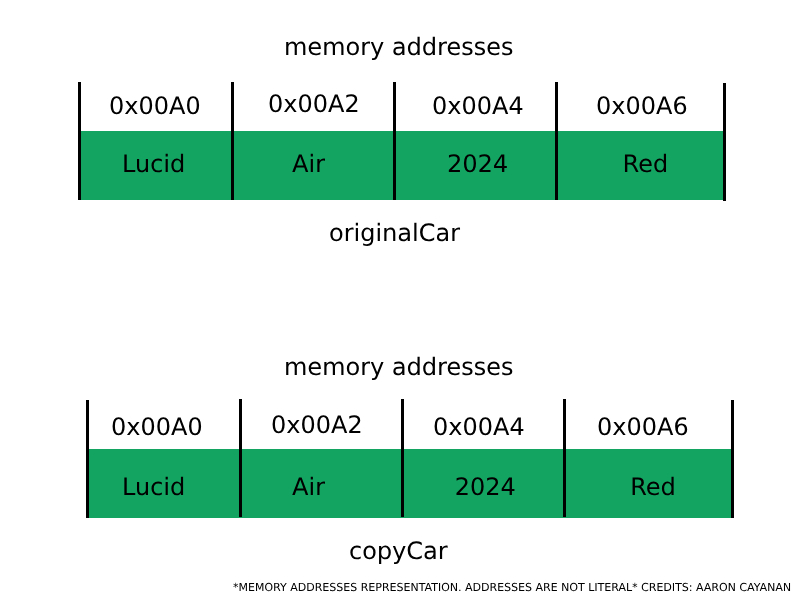 memory addresses
0x00A0 0x00A2 0x00A4 0x00A6
Lucid Air 2024 Red
originalCar
memory addresses
0x00A0 0x00A2 0x00A4 0x00A6
Lucid Air 2024 Red
copyCar
*MEMORY ADDRESSES REPRESENTATION. ADDRESSES ARE NOT LITERAL* CREDITS: AARON CAYANAN